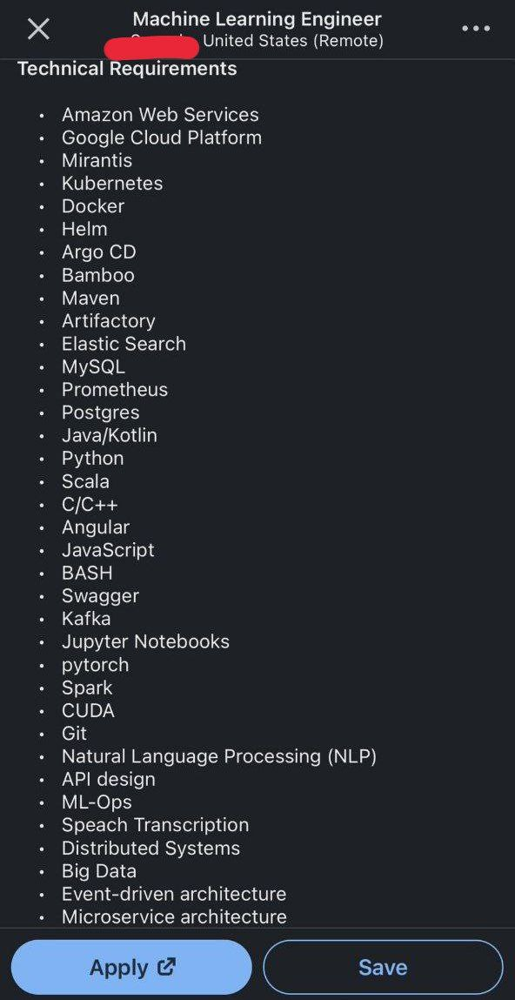 Machine Learning Engineer
United States (Remote)
Technical Requirements
• Amazon Web Services
• Google Cloud Platform
• Mirantis
• Kubernetes
• Docker
• Helm
• Argo CD
• Bamboo
• Maven
• Artifactory
• Elastic Search
• MySQL
• Prometheus
• Postgres
• Java/Kotlin
• Python
• Scala
• C/C++
• Angular
• JavaScript
• BASH
• Swagger
• Kafka
• Jupyter Notebooks
• pytorch
• Spark
• CUDA
• Git
• Natural Language Processing (NLP)
• API design
• ML-Ops
• Speach Transcription
• Distributed Systems
• Big Data
• Event-driven architecture
• Microservice architecture
Apply
Save